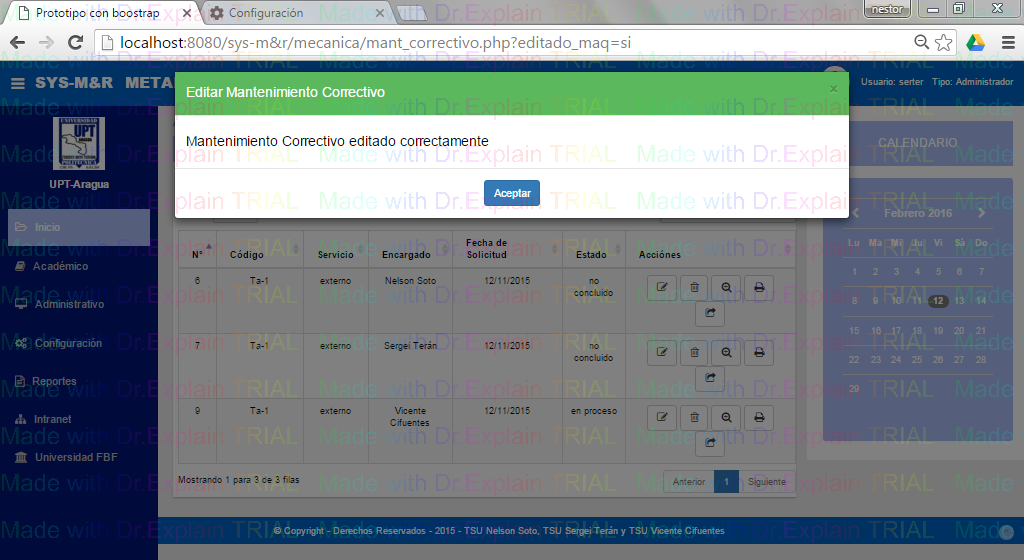 Prototipo con boostrap
Configuración
nestor
localhost:8080/sys-m&r/mecanica/mant_correctivo.php?editado_maq=si
SYS-M&R META
Usuario: serter Tipo: Administrador
Editar Mantenimiento Correctivo
×
Mantenimiento Correctivo editado correctamente
Aceptar
UNIVERSIDAD
UPT
POLITECNICA
UPT-Aragua
Inicio
Académico
Administrativo
Configuración
Reportes
Intranet
Universidad FBF
CALENDARIO
Febrero 2016
Lu Ma Mi Ju Vi Sá Do
1 2 3 4 5 6 7
8 9 10 11 12 13 14
15 16 17 18 19 20 21
22 23 24 25 26 27 28
29
N° Código Servicio Encargado Fecha de Solicitud Estado Acciónes
6 Ta-1 externo Nelson Soto 12/11/2015 no concluido
7 Ta-1 externo Sergei Terán 12/11/2015 no concluido
9 Ta-1 externo Vicente Cifuentes 12/11/2015 en proceso
Mostrando 1 para 3 de 3 filas
Anterior 1 Siguiente
© Copyright - Derechos Reservados - 2015 - TSU Nelson Soto, TSU Sergei Terán y TSU Vicente Cifuentes
Made with Dr.Explain TRIAL